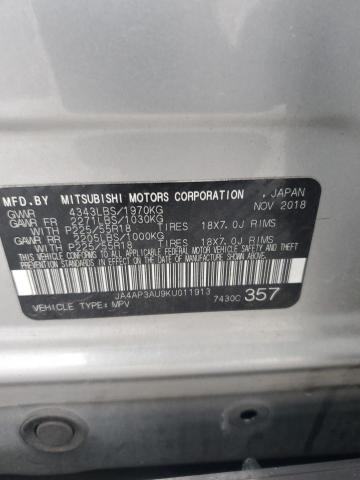 MFD.BY MITSUBISHI MOTORS CORPORATION , JAPAN
GWVR 4343LBS/1970KG NOV 2018
GAWR FR 2271LBS/1030KG
WITH P225/55R18 TIRES, 18X7.0J RIMS
GAWR RR 2205LBS/1000KG
WITH P225/55R18 TIRES, 18X7.0J RIMS
THIS VEHICLE CONFORMS TO ALL APPLICABLE
FEDERAL MOTOR VEHICLE SAFETY AND
THEFT PREVENTION STANDARDS IN EFFECT ON THE
DATE OF MANUFACTURE SHOWN ABOVE.
JA4AP3AU9KU011913
VEHICLE TYPE: MPV 7430C 357